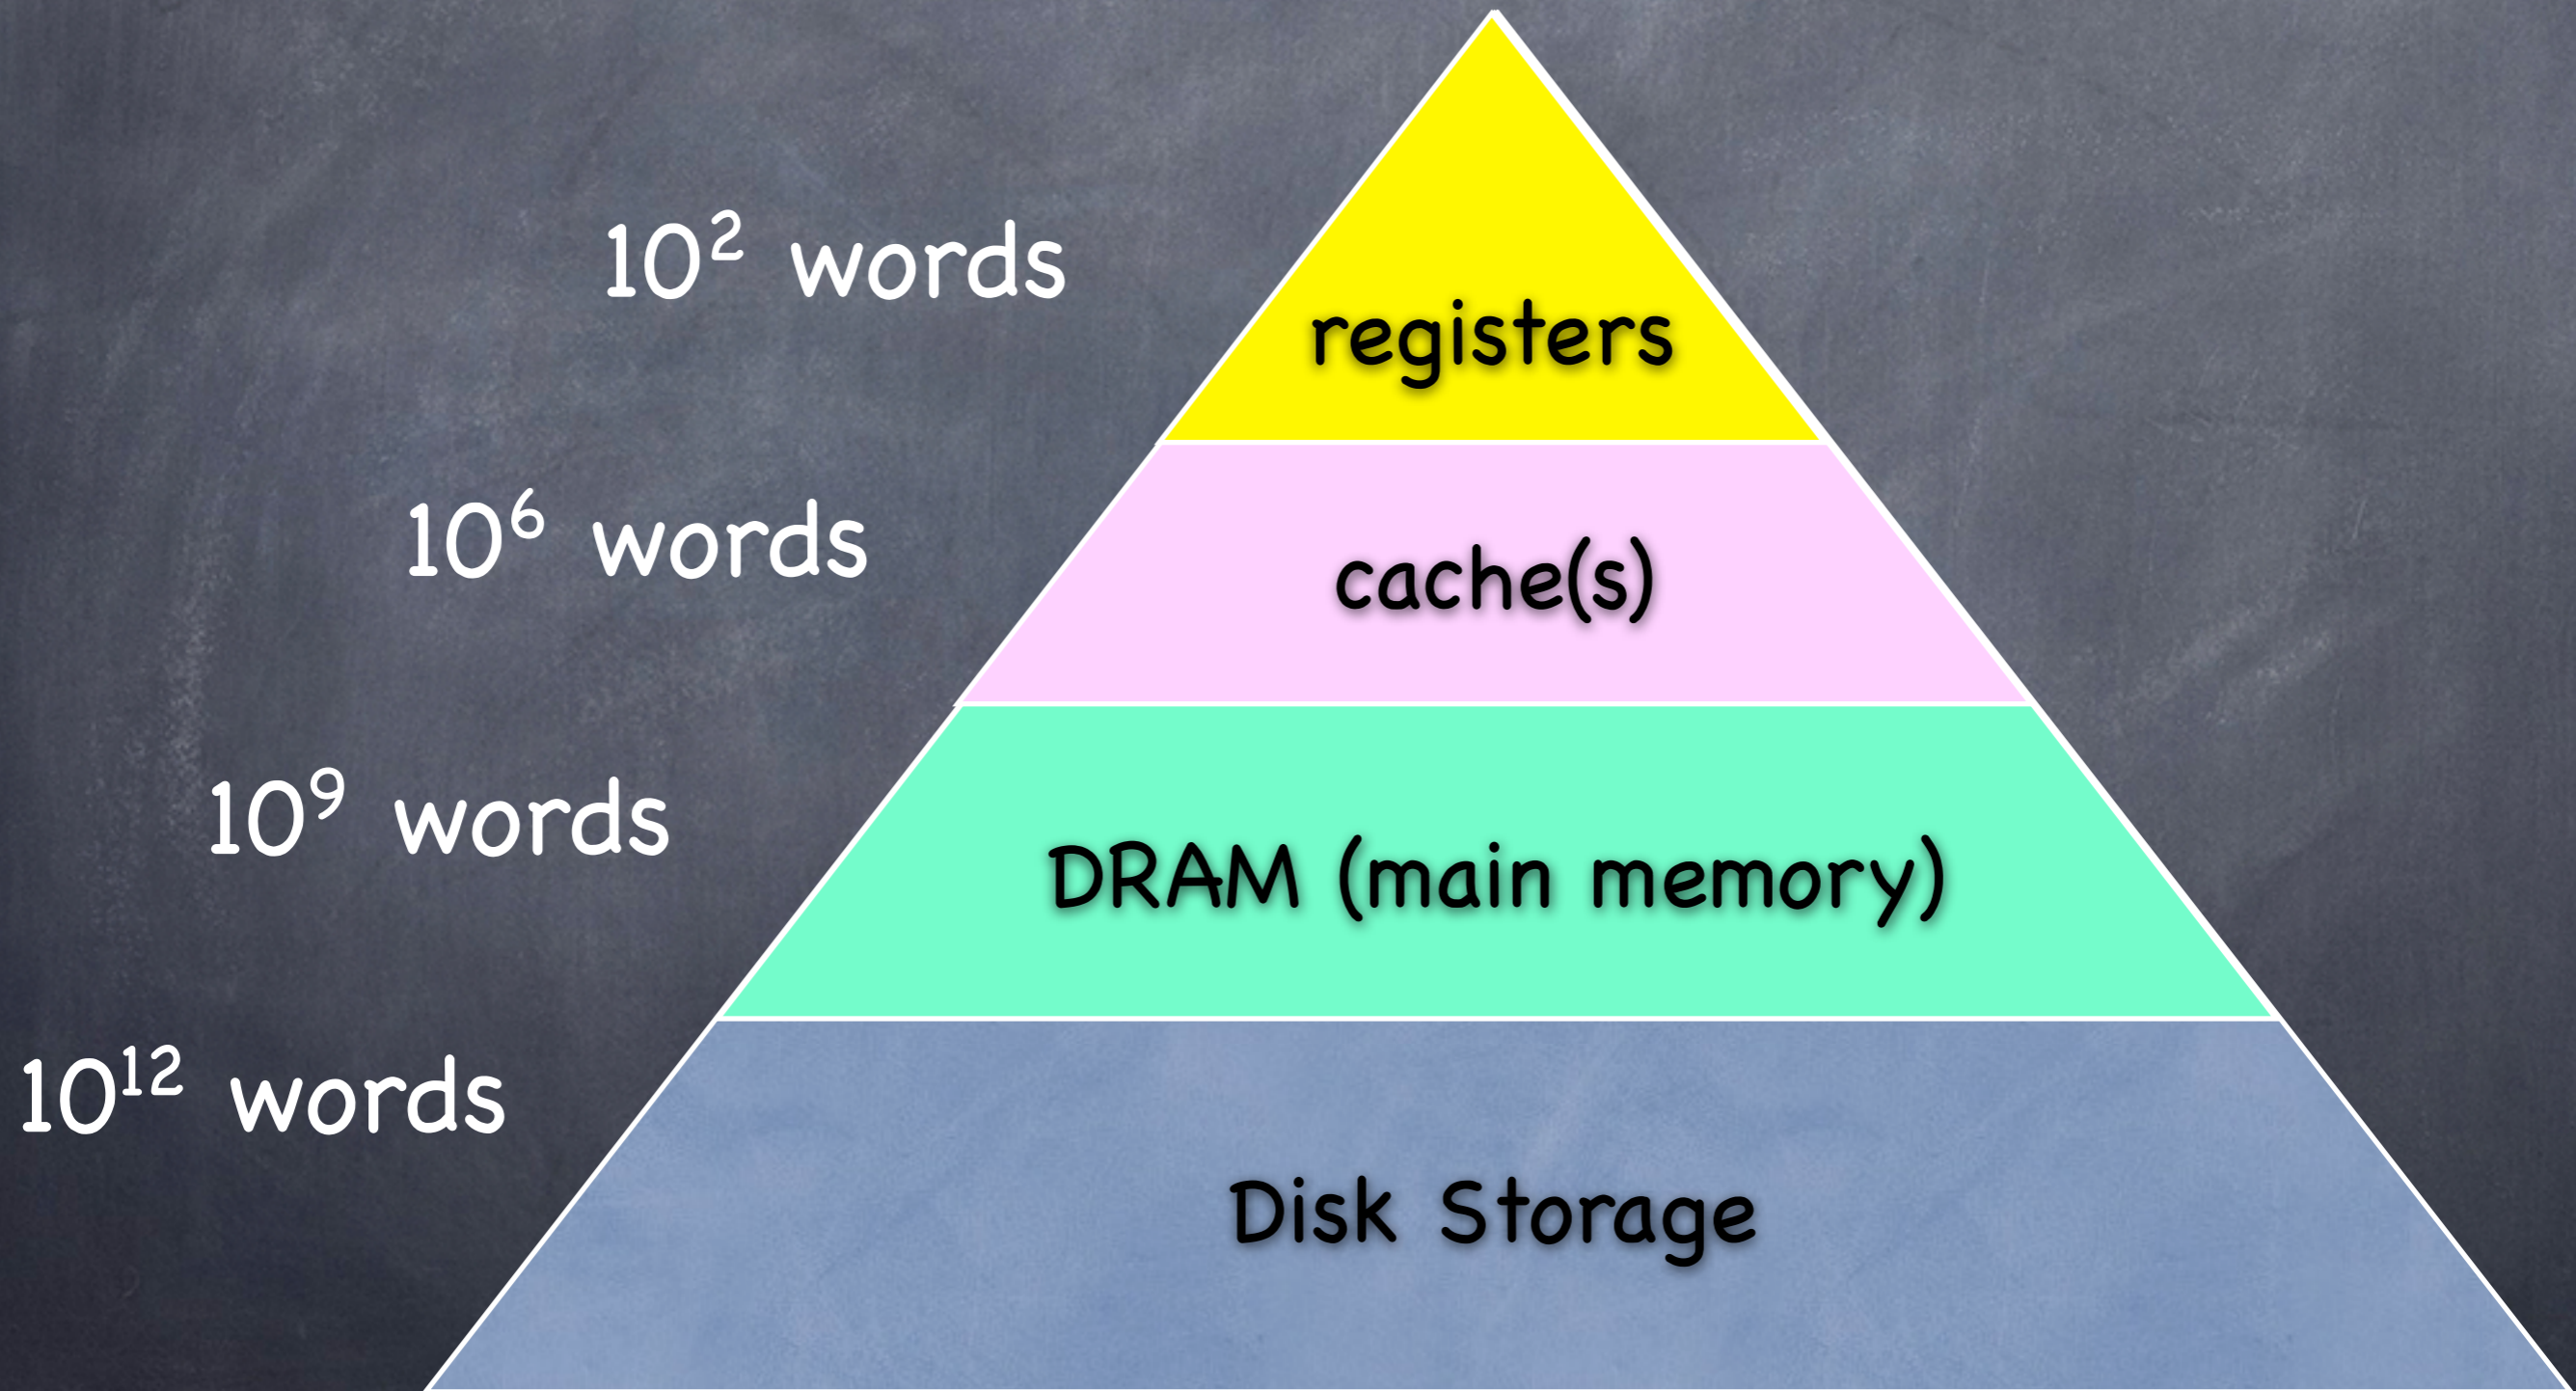 10² words
registers
10⁶ words
cache(s)
10⁹ words
DRAM (main memory)
10¹² words
Disk Storage